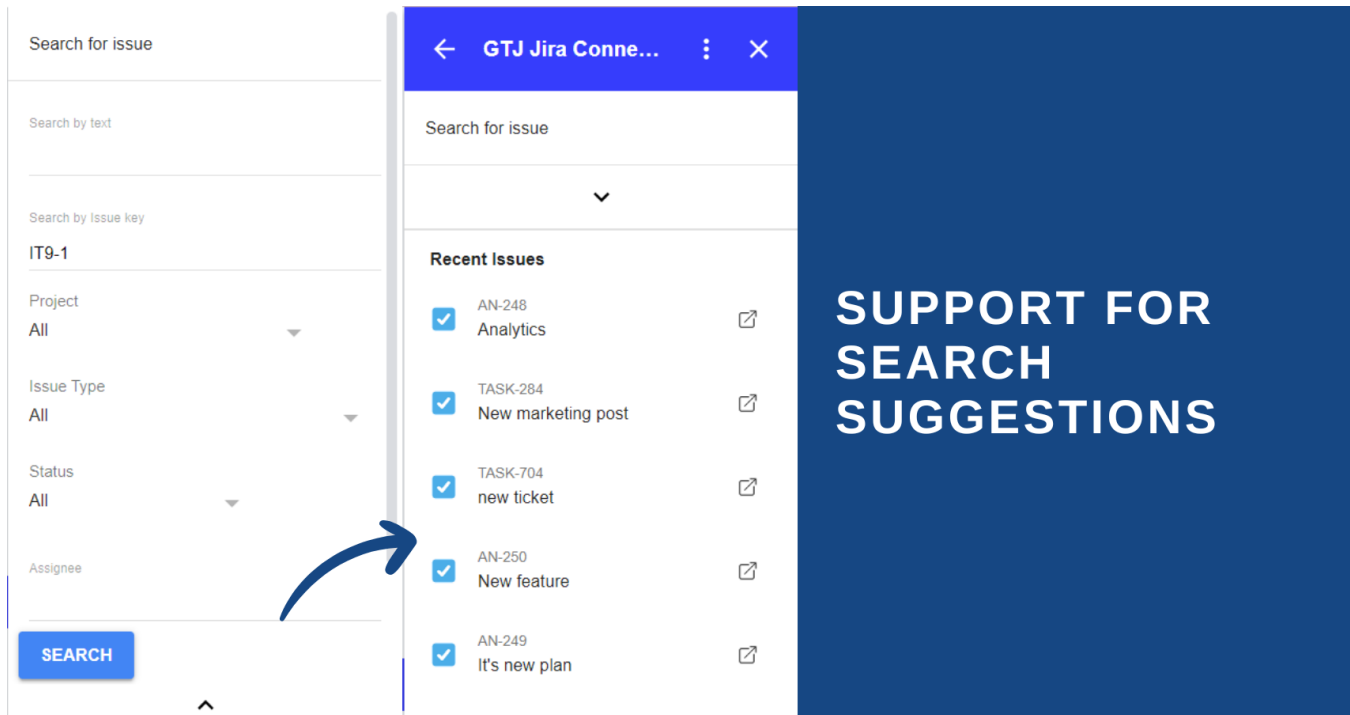 Search for issue
Search by text
Search by Issue key
IT9-1
Project
All
Issue Type
All
Status
All
Assignee
SEARCH
GTJ Jira Conne...
Search for issue
Recent Issues
AN-248
Analytics
TASK-284
New marketing post
TASK-704
new ticket
AN-250
New feature
AN-249
It's new plan
SUPPORT FOR
SEARCH
SUGGESTIONS